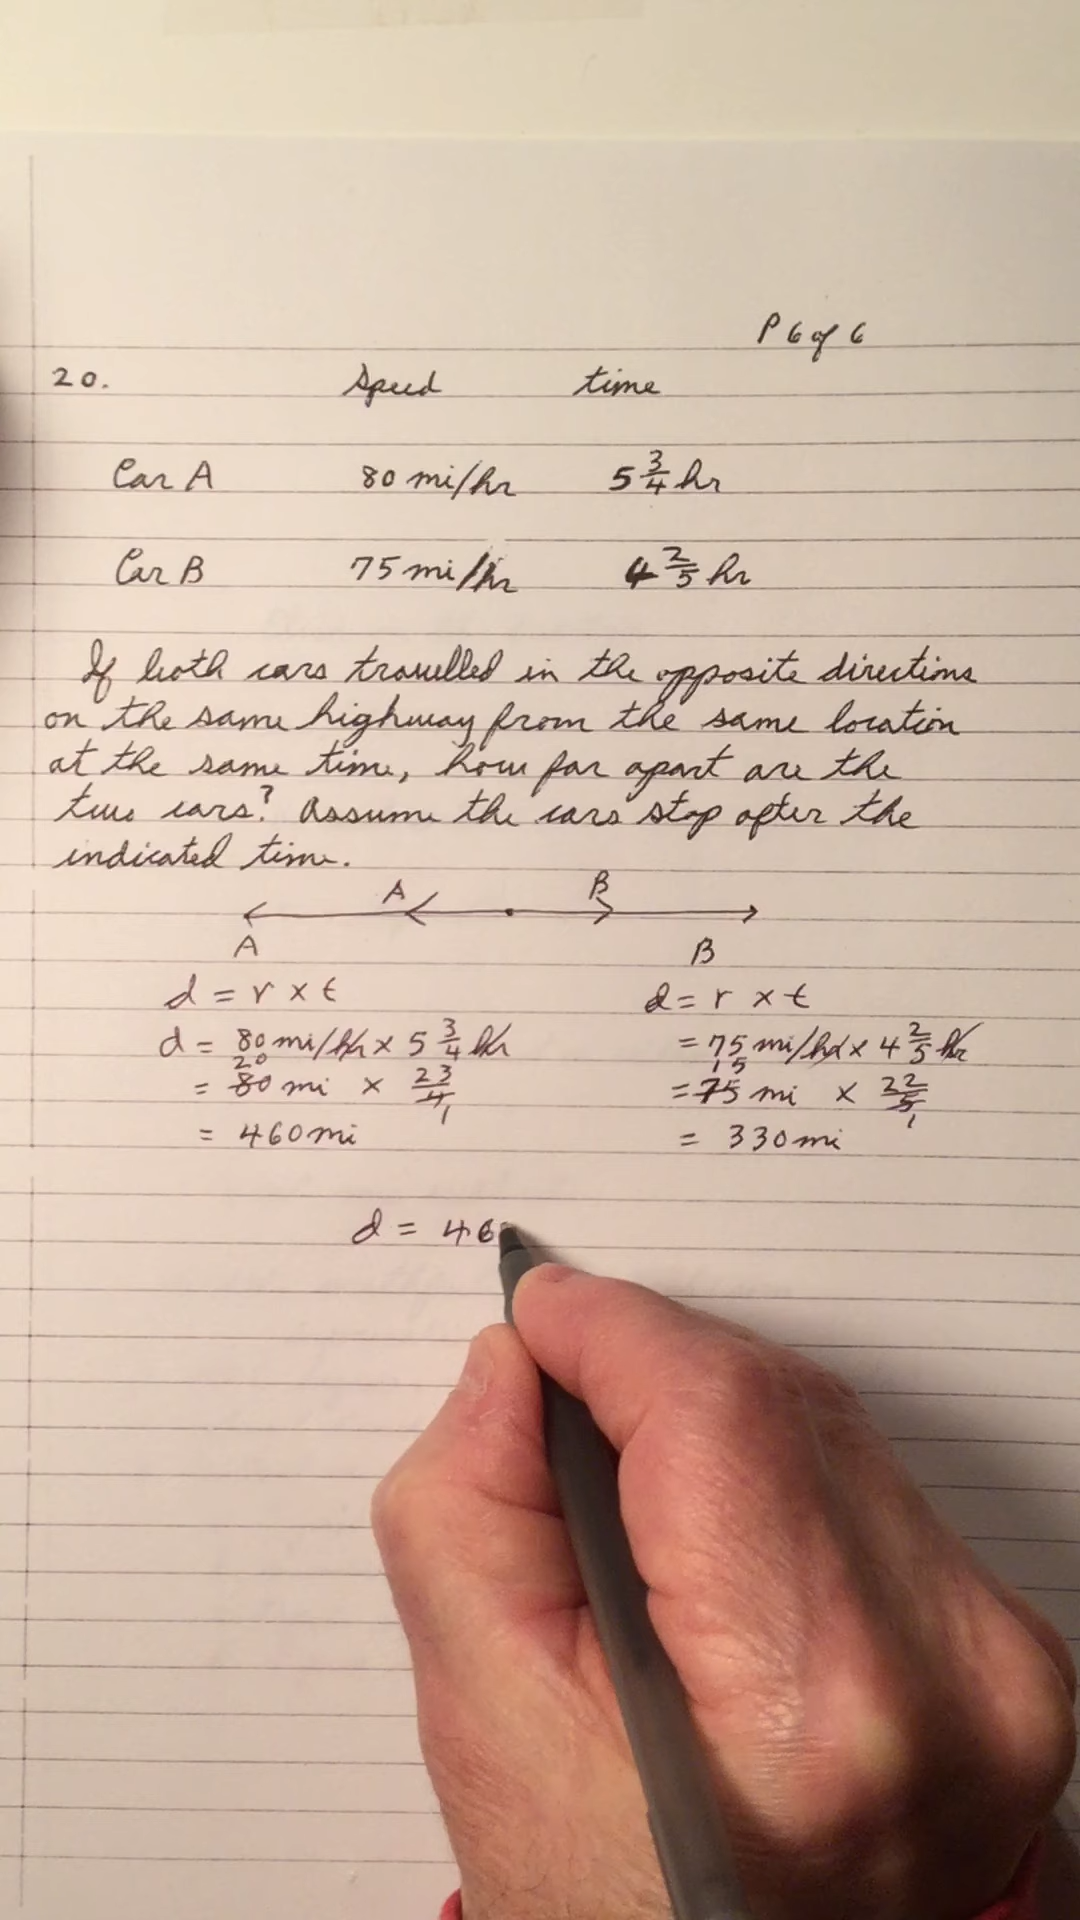 P 6 of 6
20. Speed time
Car A 80 mi/hr 5 3/4 hr
Car B 75 mi/hr 4 2/5 hr
If both cars travelled in the opposite directions
on the same highway from the same location
at the same time, how far apart are the
two cars? Assume the cars stop after the
indicated time.
A B
A B
d = r x t d = r x t
d = 80 mi/hr x 5 3/4 hr = 75 mi/hr x 4 2/5 hr
20 15
= 80 mi x 23/4 = 75 mi x 22/5
1 1
= 460 mi = 330 mi
d = 46